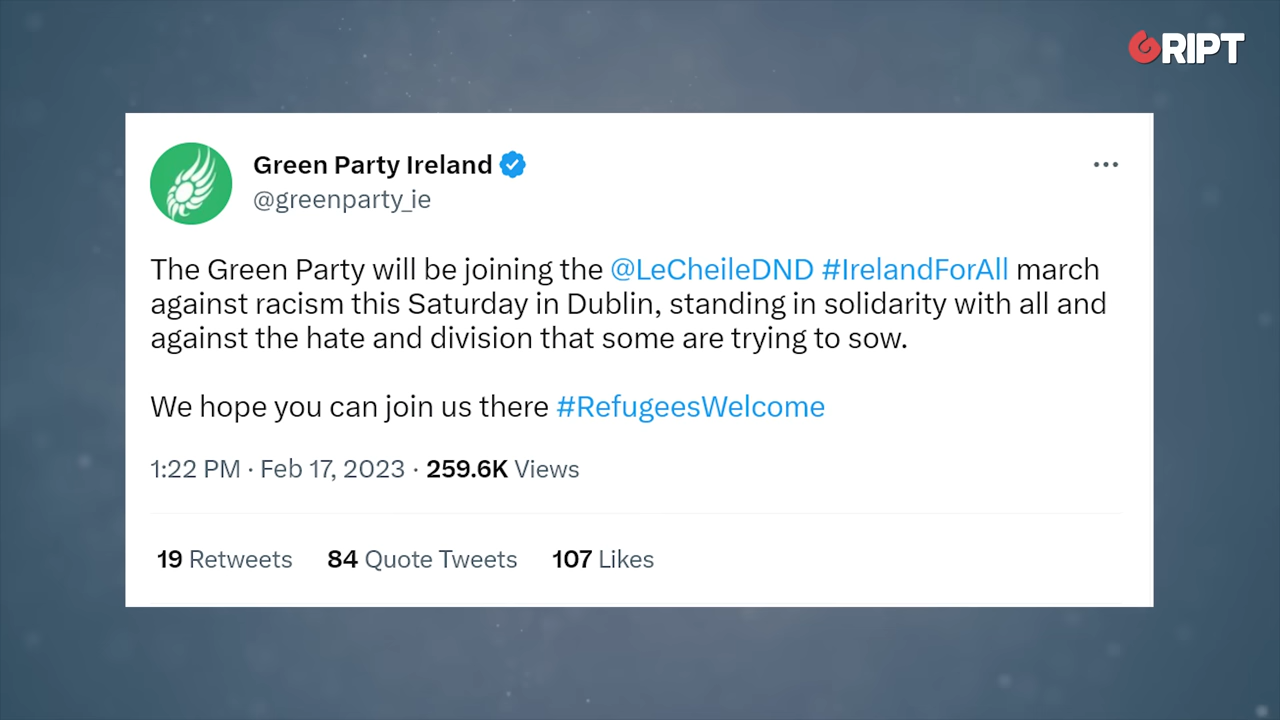 GRIPT
Green Party Ireland
@greenparty_ie
The Green Party will be joining the @LeCheileDND #IrelandForAll march
against racism this Saturday in Dublin, standing in solidarity with all and
against the hate and division that some are trying to sow.
We hope you can join us there #RefugeesWelcome
1:22 PM · Feb 17, 2023 · 259.6K Views
19 Retweets 84 Quote Tweets 107 Likes